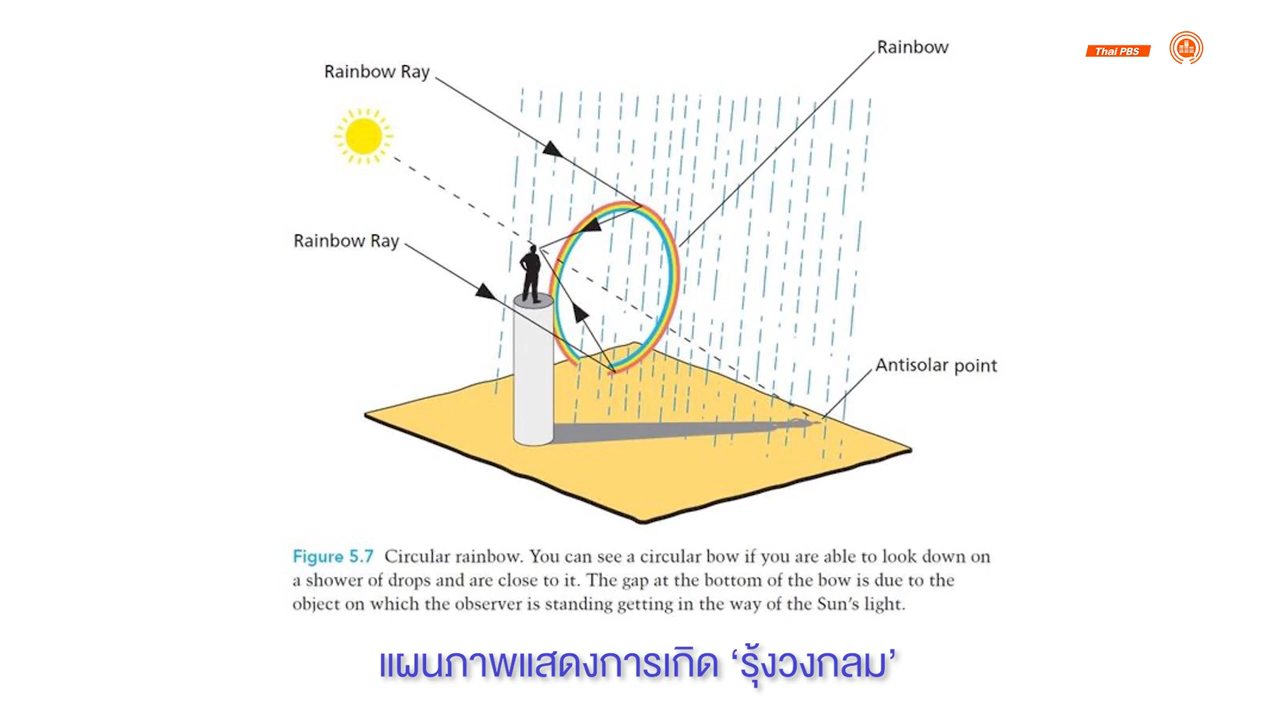 Rainbow
Thai PBS
Rainbow Ray
Rainbow Ray
Antisolar point
Figure 5.7 Circular rainbow. You can see a circular bow if you are able to look down on
a shower of drops and are close to it. The gap at the bottom of the bow is due to the
object on which the observer is standing getting in the way of the Sun's light.
แผนภาพแสดงการเกิด ‘รุ้งวงกลม’